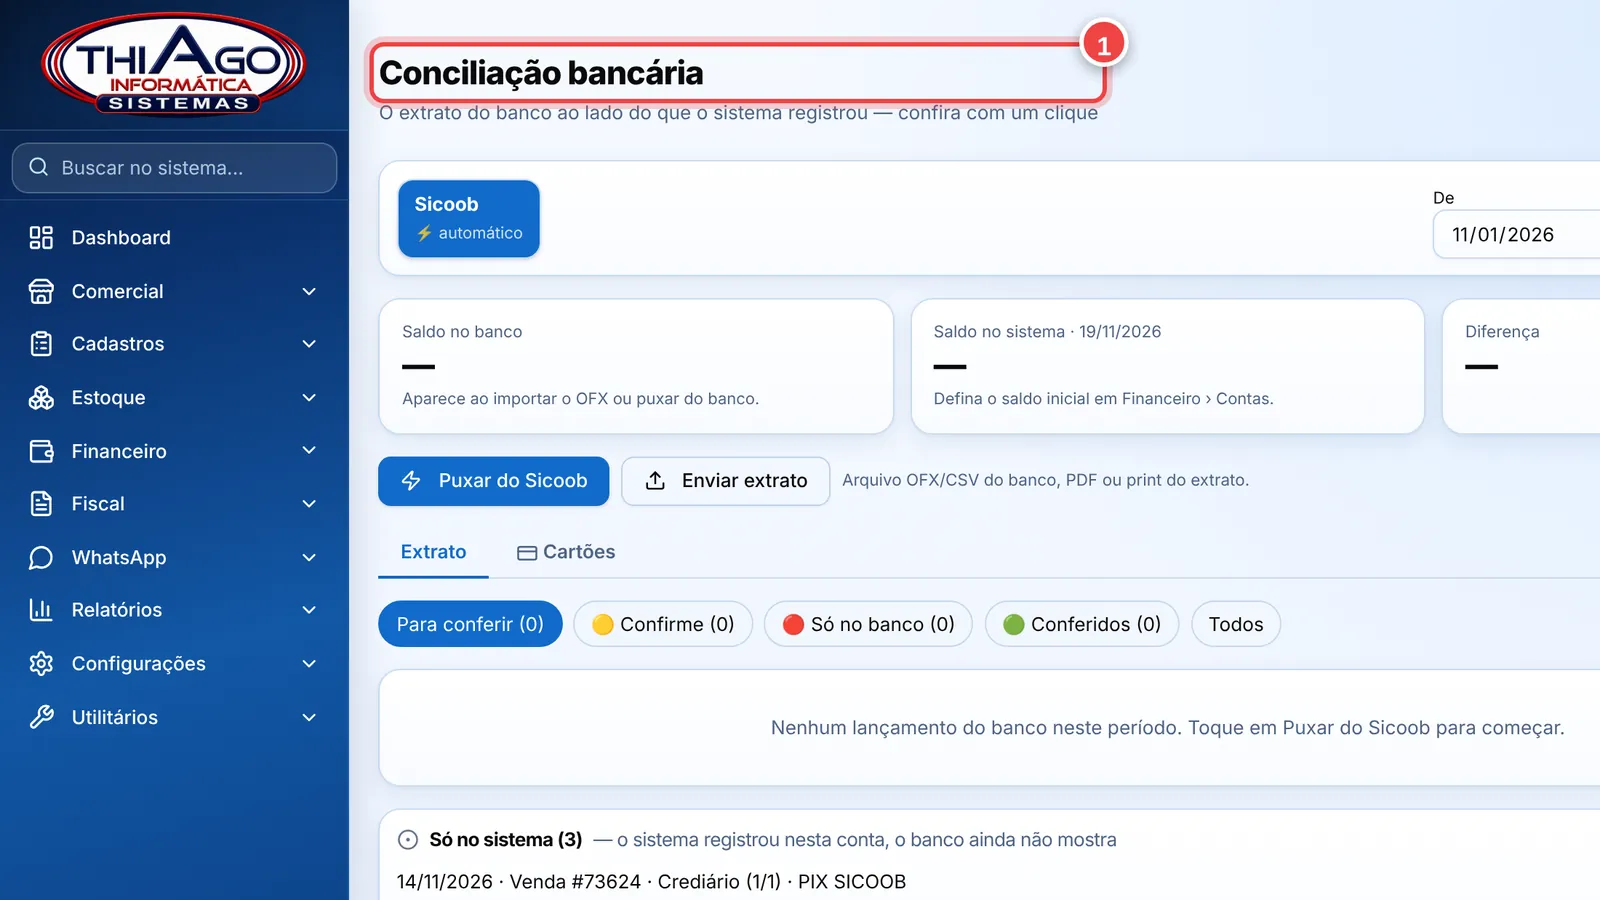 THIAGO
INFORMÁTICA
SISTEMAS
Buscar no sistema...
Dashboard
Comercial
Cadastros
Estoque
Financeiro
Fiscal
WhatsApp
Relatórios
Configurações
Utilitários
1
Conciliação bancária
O extrato do banco ao lado do que o sistema registrou — confira com um clique
Sicoob
⚡ automático
De
11/01/2026
Saldo no banco
—
Aparece ao importar o OFX ou puxar do banco.
Saldo no sistema · 19/11/2026
—
Defina o saldo inicial em Financeiro › Contas.
Diferença
—
Puxar do Sicoob
Enviar extrato
Arquivo OFX/CSV do banco, PDF ou print do extrato.
Extrato
Cartões
Para conferir (0)
🟡 Confirme (0)
🔴 Só no banco (0)
🟢 Conferidos (0)
Todos
Nenhum lançamento do banco neste período. Toque em Puxar do Sicoob para começar.
Só no sistema (3) — o sistema registrou nesta conta, o banco ainda não mostra
14/11/2026 · Venda #73624 · Crediário (1/1) · PIX SICOOB